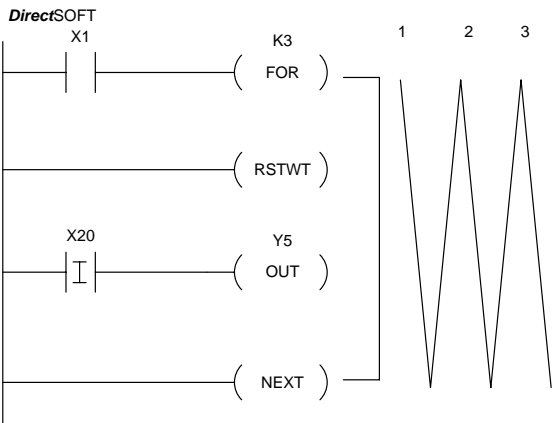 DirectSOFT
X1
K3
FOR
1 2 3
RSTWT
X20
I
Y5
OUT
NEXT